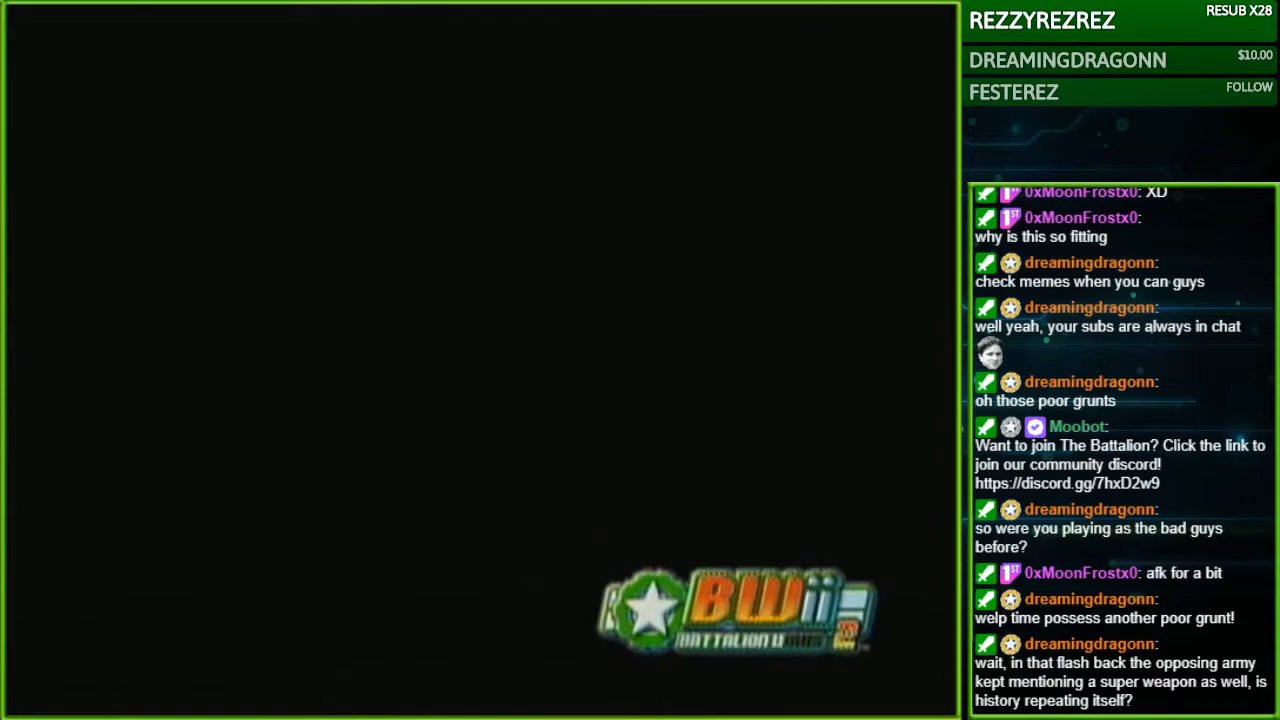 REZZYREZREZ
RESUB X28
DREAMINGDRAGONN
$10.00
FESTEREZ
FOLLOW
0xMoonFrostx0: XD
0xMoonFrostx0:
why is this so fitting
dreamingdragonn:
check memes when you can guys
dreamingdragonn:
well yeah, your subs are always in chat
dreamingdragonn:
oh those poor grunts
Moobot:
Want to join The Battalion? Click the link to
join our community discord!
https://discord.gg/7hxD2w9
dreamingdragonn:
so were you playing as the bad guys
before?
0xMoonFrostx0: afk for a bit
dreamingdragonn:
welp time possess another poor grunt!
dreamingdragonn:
wait, in that flash back the opposing army
kept mentioning a super weapon as well, is
history repeating itself?
BWii
BATTALION WARS